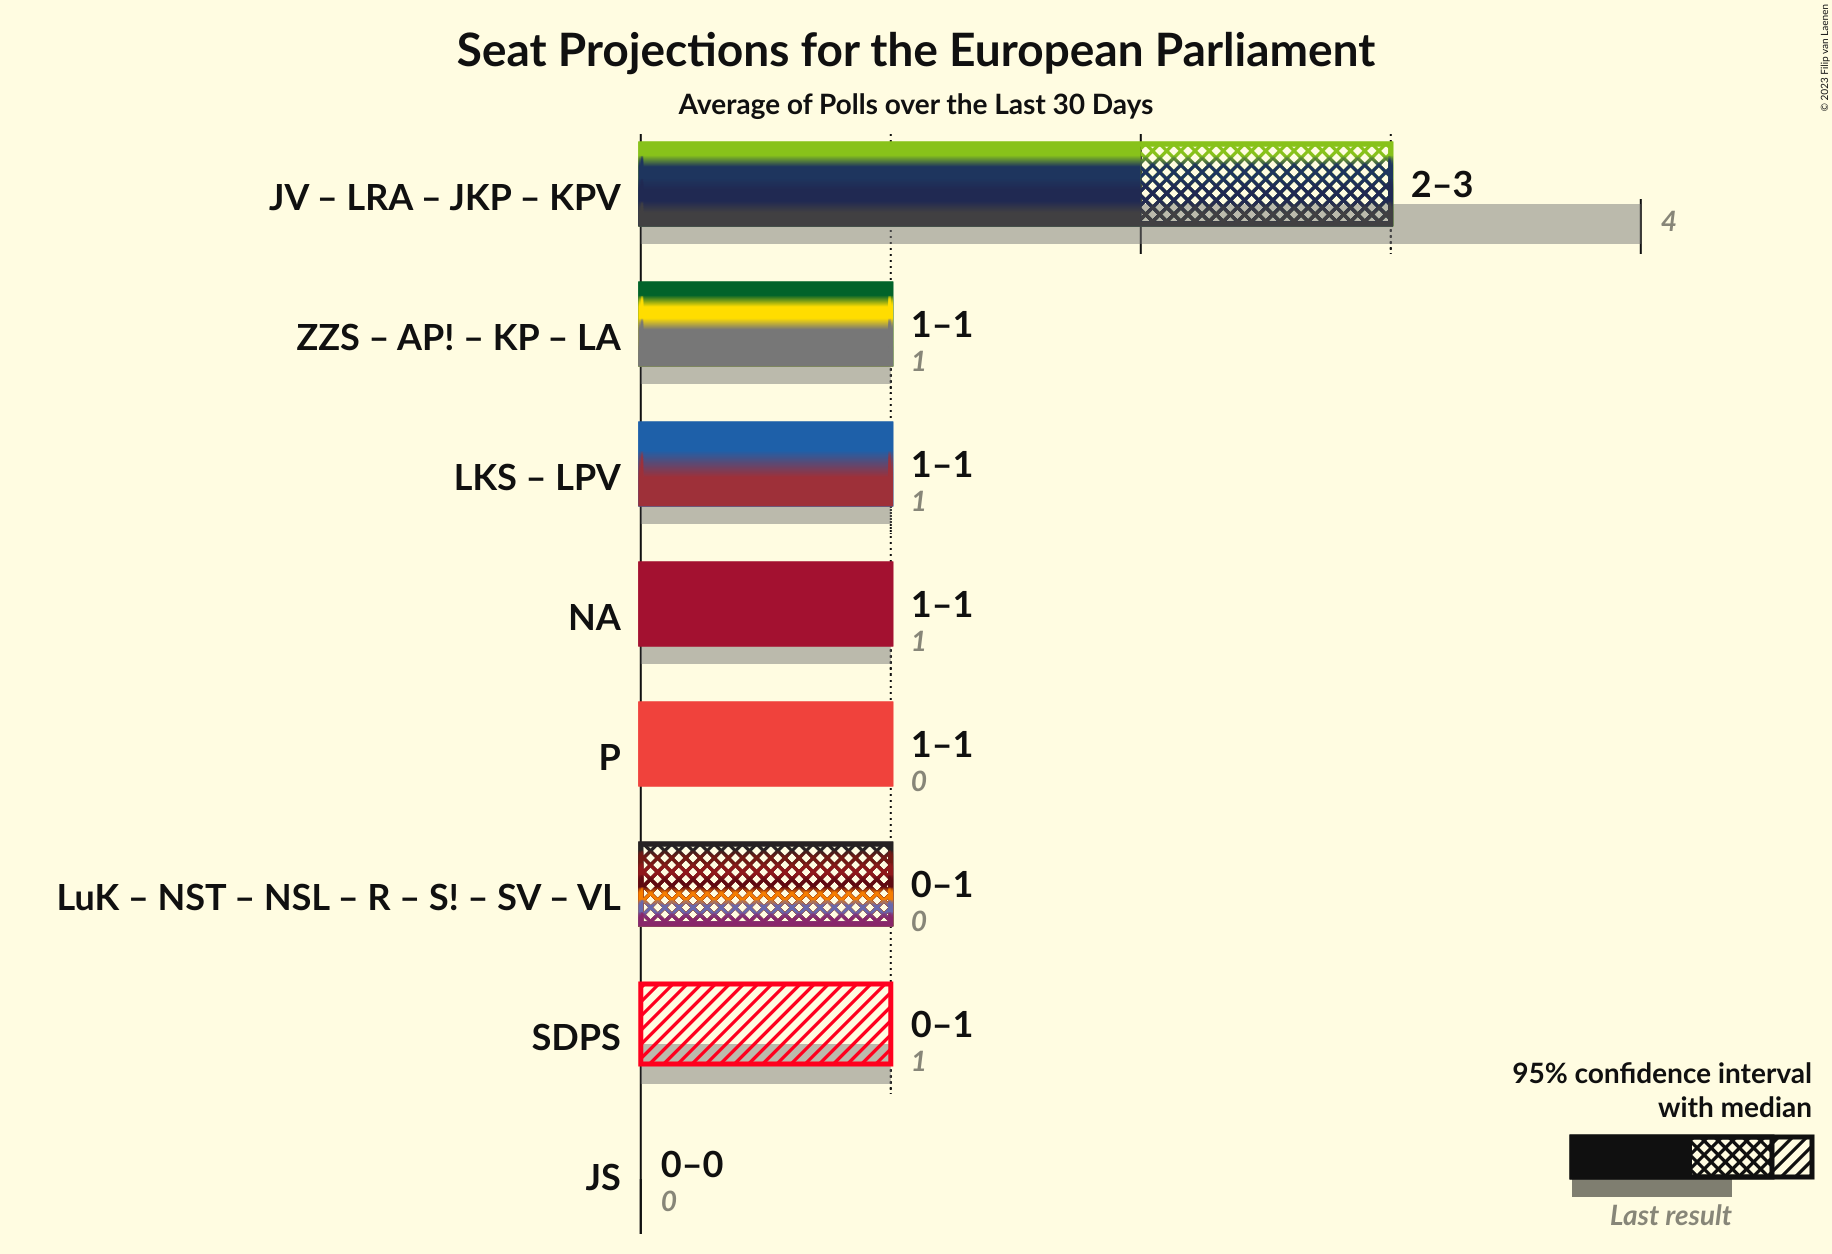 Seat Projections for the European Parliament
Average of Polls over the Last 30 Days
© 2023 Filip van Laenen
JV – LRA – JKP – KPV
2–3
4
ZZS – AP! – KP – LA
1–1
1
LKS – LPV
1–1
1
NA
1–1
1
P
1–1
0
LuK – NST – NSL – R – S! – SV – VL
0–1
0
SDPS
0–1
1
JS
0–0
0
95% confidence interval
with median
Last result